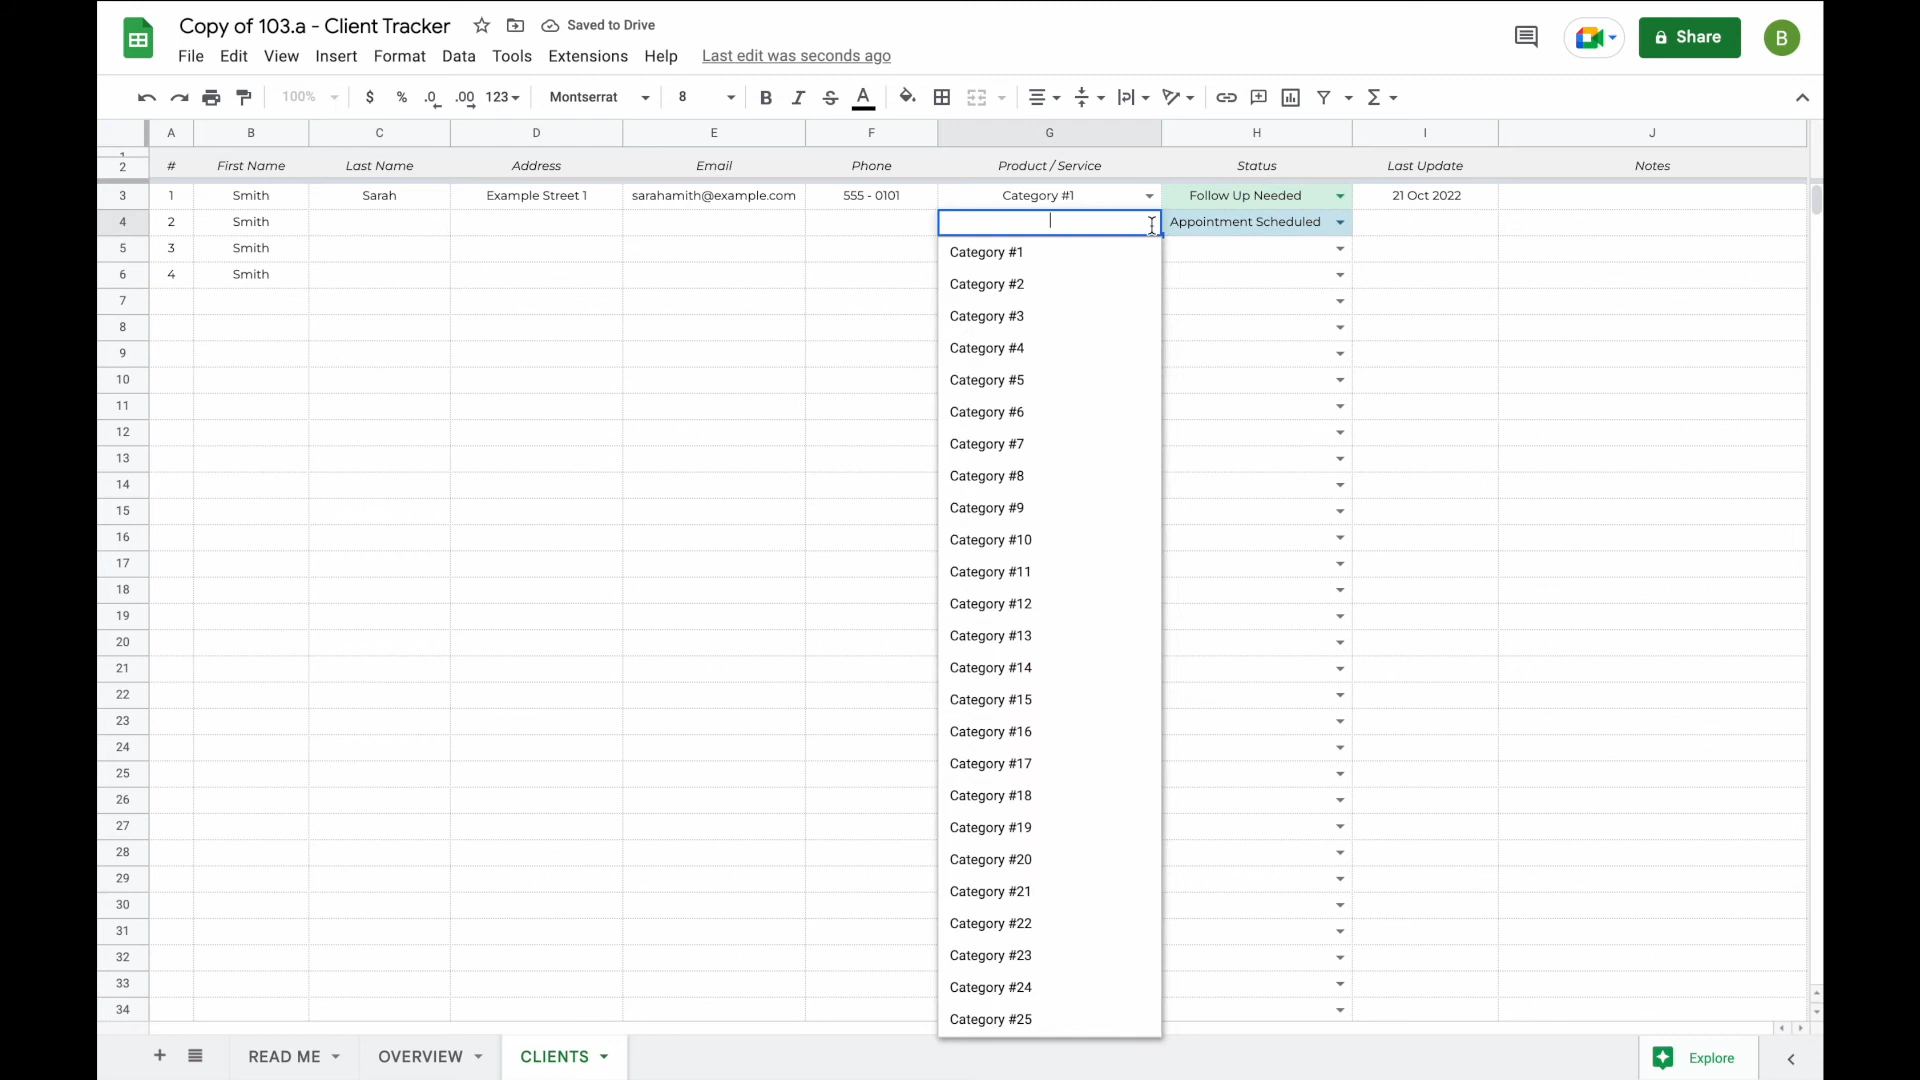 Copy of 103.a - Client Tracker Saved to Drive
Share B
File Edit View Insert Format Data Tools Extensions Help Last edit was seconds ago
100% $ % .0 .00 123 Montserrat 8 B I S A Σ
A B C D E F G H I J
1
2 # First Name Last Name Address Email Phone Product / Service Status Last Update Notes
3 1 Smith Sarah Example Street 1 sarahamith@example.com 555 - 0101 Category #1 Follow Up Needed 21 Oct 2022
4 2 Smith Appointment Scheduled
5 3 Smith Category #1
6 4 Smith Category #2
7 Category #3
8 Category #4
9
10 Category #5
11 Category #6
12 Category #7
13
14 Category #8
15 Category #9
16 Category #10
17 Category #11
18 Category #12
19
20 Category #13
21 Category #14
22 Category #15
23 Category #16
24
25 Category #17
26 Category #18
27 Category #19
28 Category #20
29 Category #21
30
31 Category #22
32 Category #23
33 Category #24
34 Category #25
READ ME OVERVIEW CLIENTS Explore